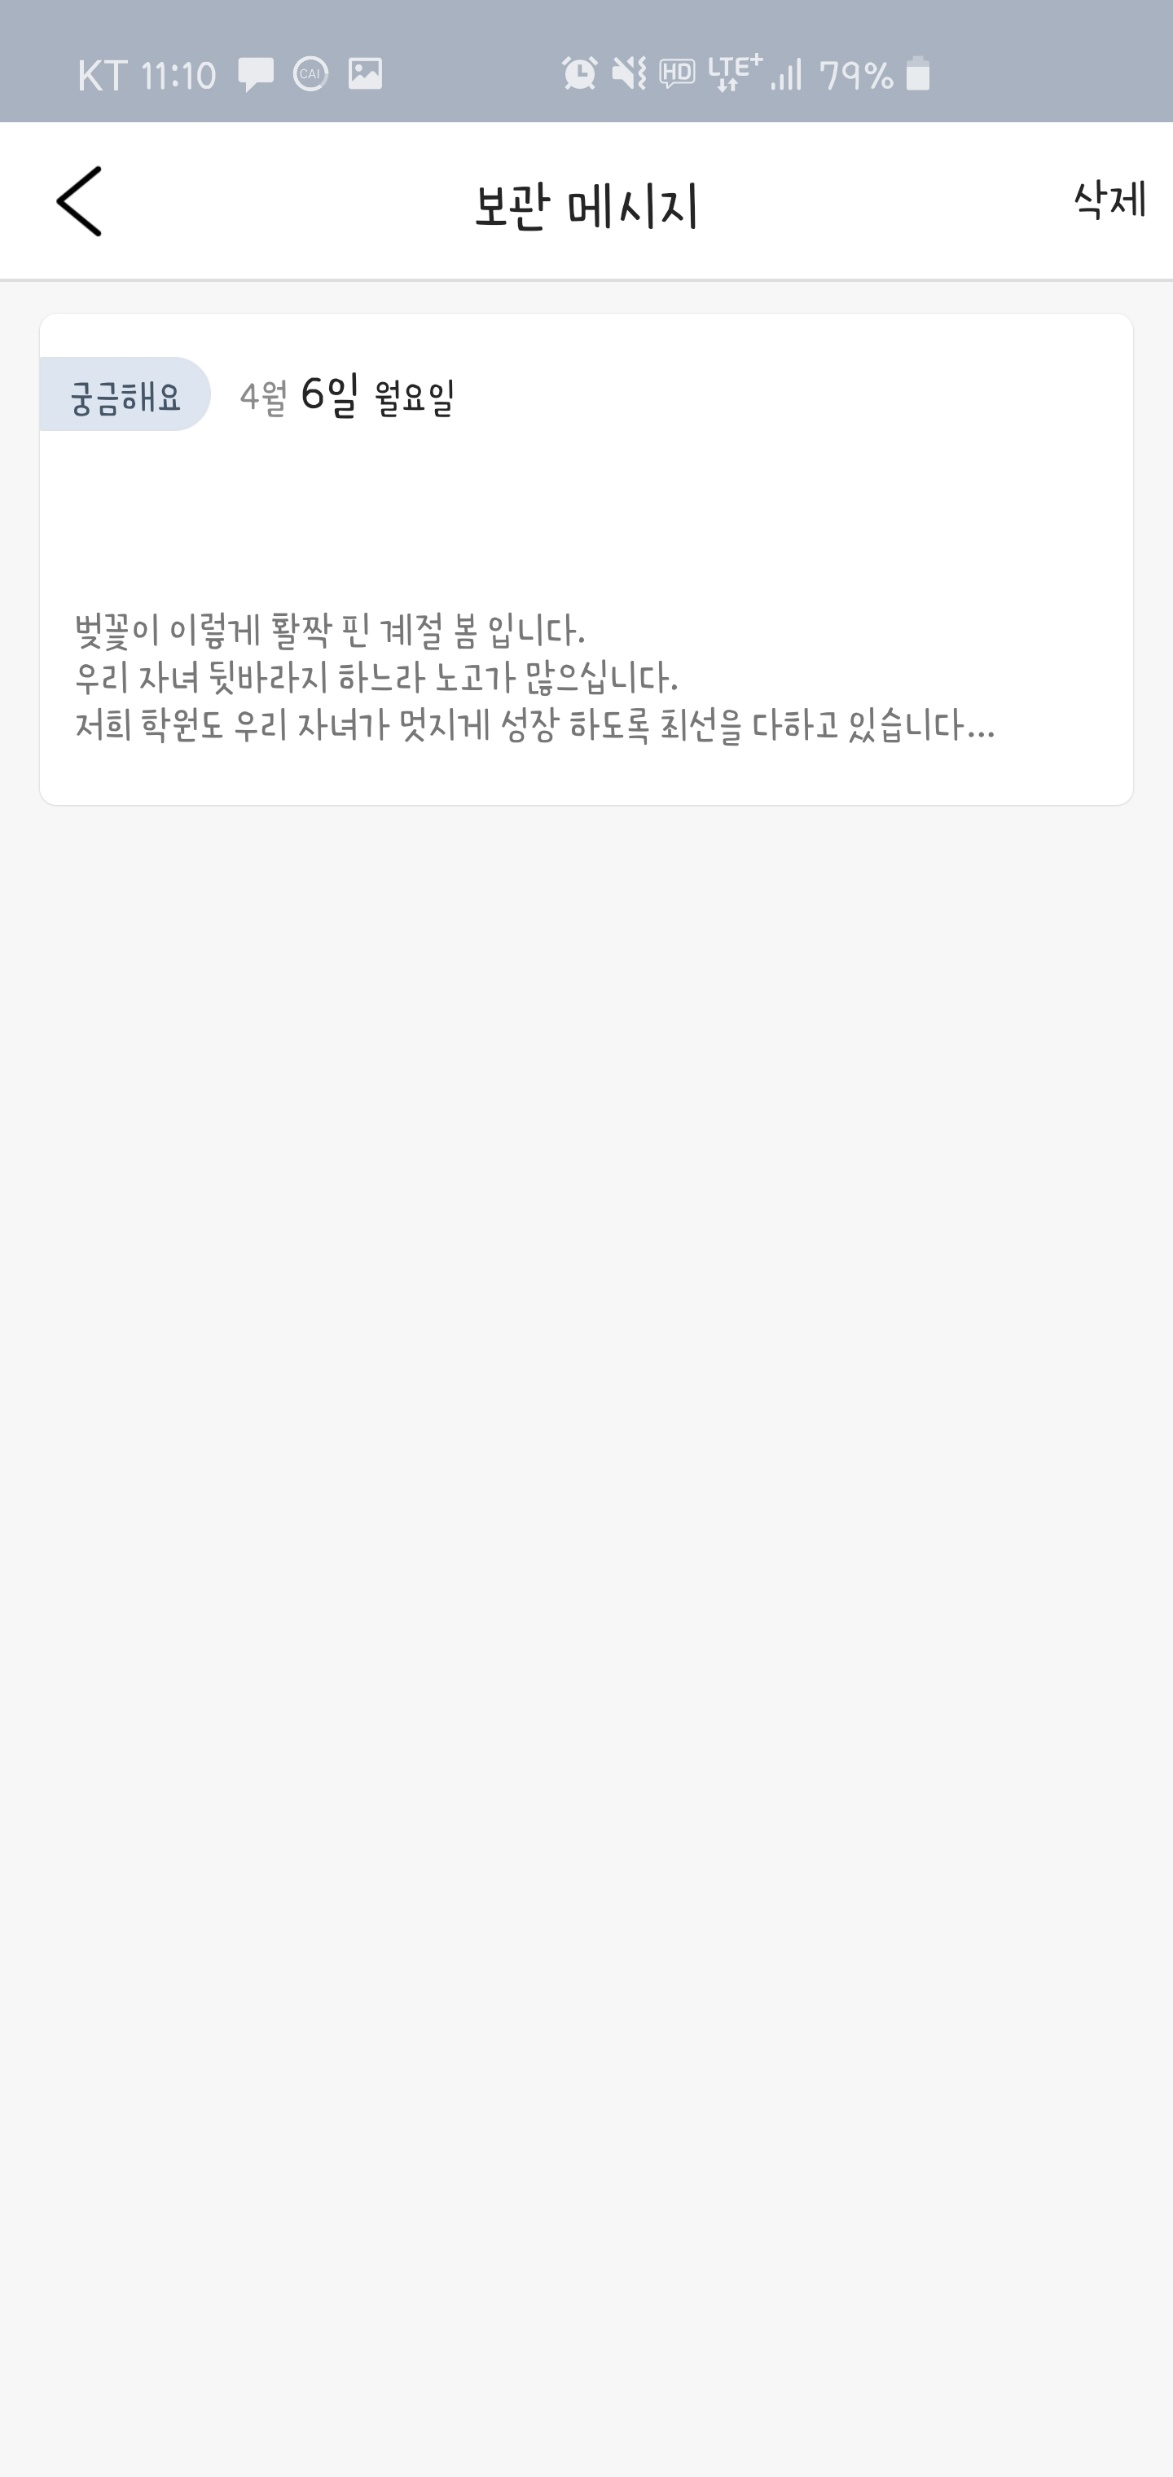 KT 11:10 CAI HD LTE+ 79%
보관 메시지
삭제
궁금해요 4월 6일 월요일
벚꽃이 이렇게 활짝 핀 계절 봄 입니다.
우리 자녀 뒷바라지 하느라 노고가 많으십니다.
저희 학원도 우리 자녀가 멋지게 성장 하도록 최선을 다하고 있습니다...